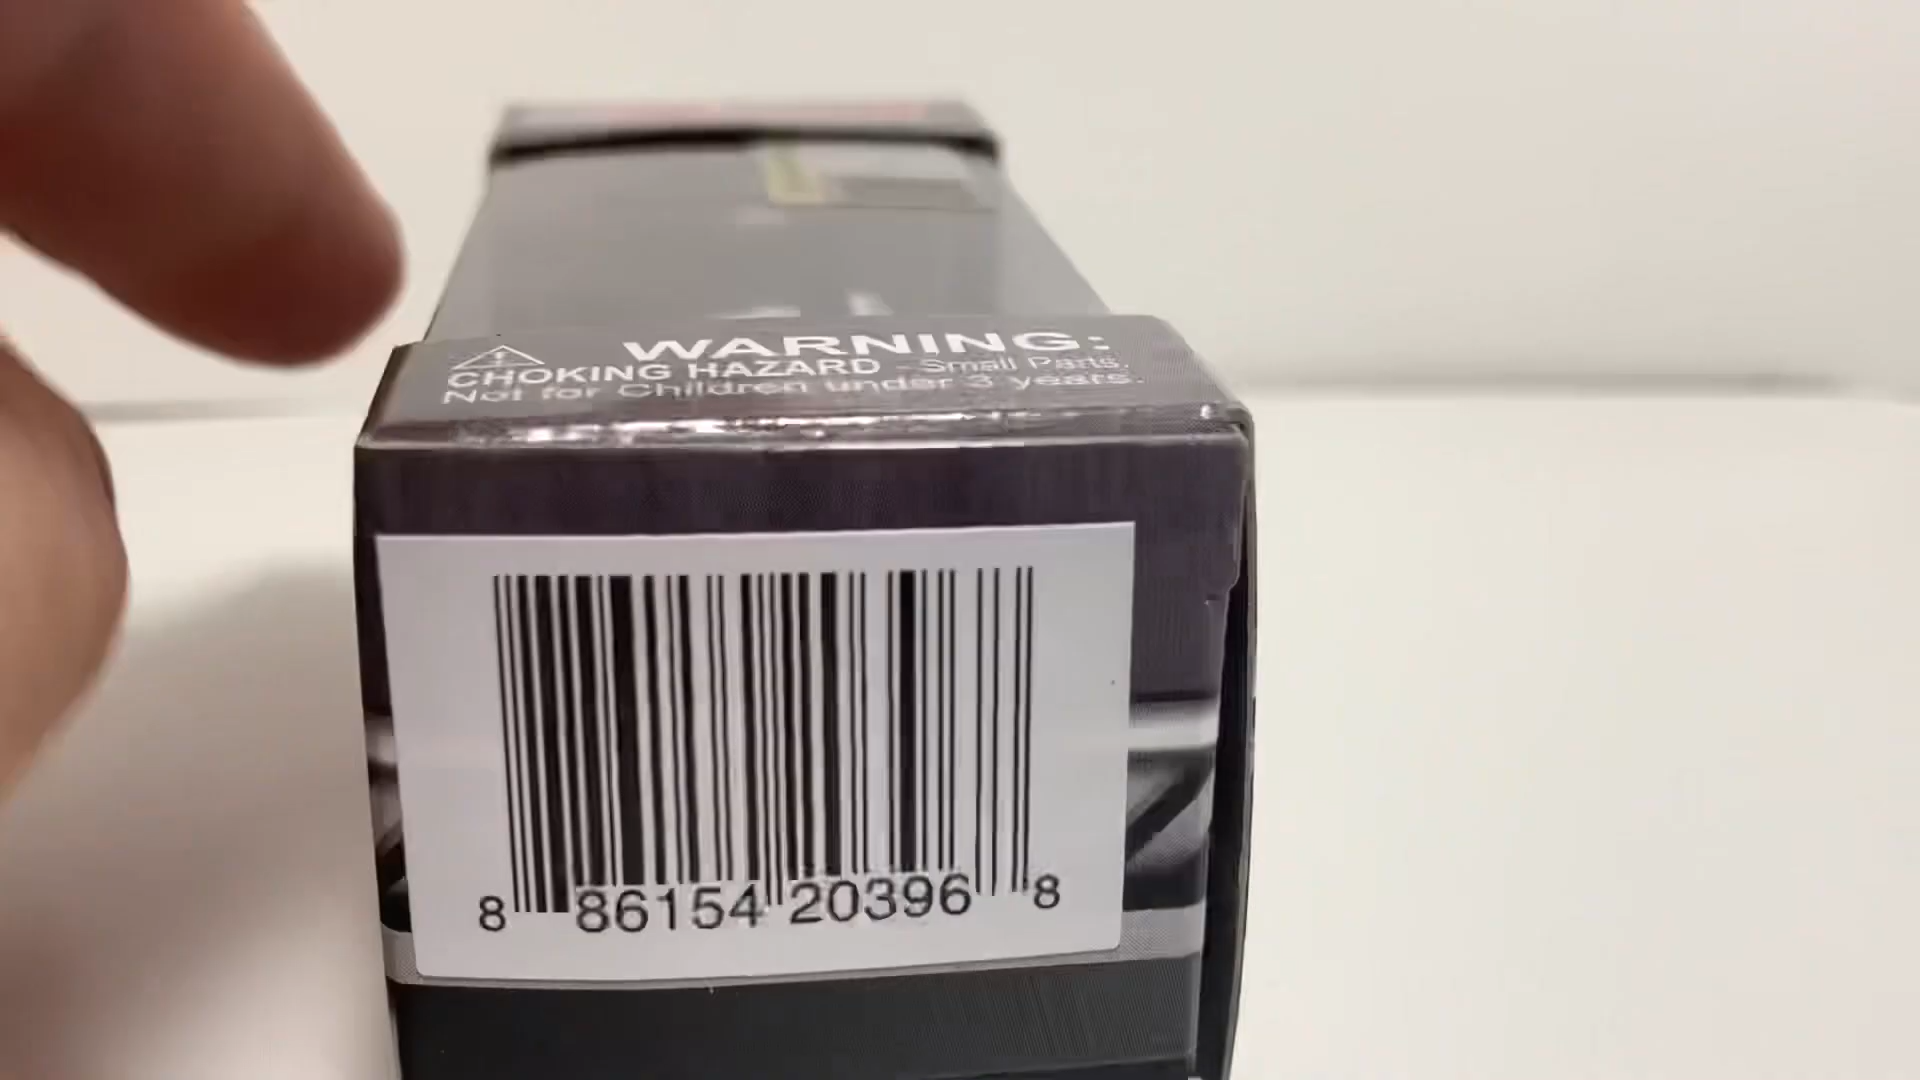 WARNING:
CHOKING HAZARD - Small Parts.
Not for Children under 3 years.
8 86154 20396 8